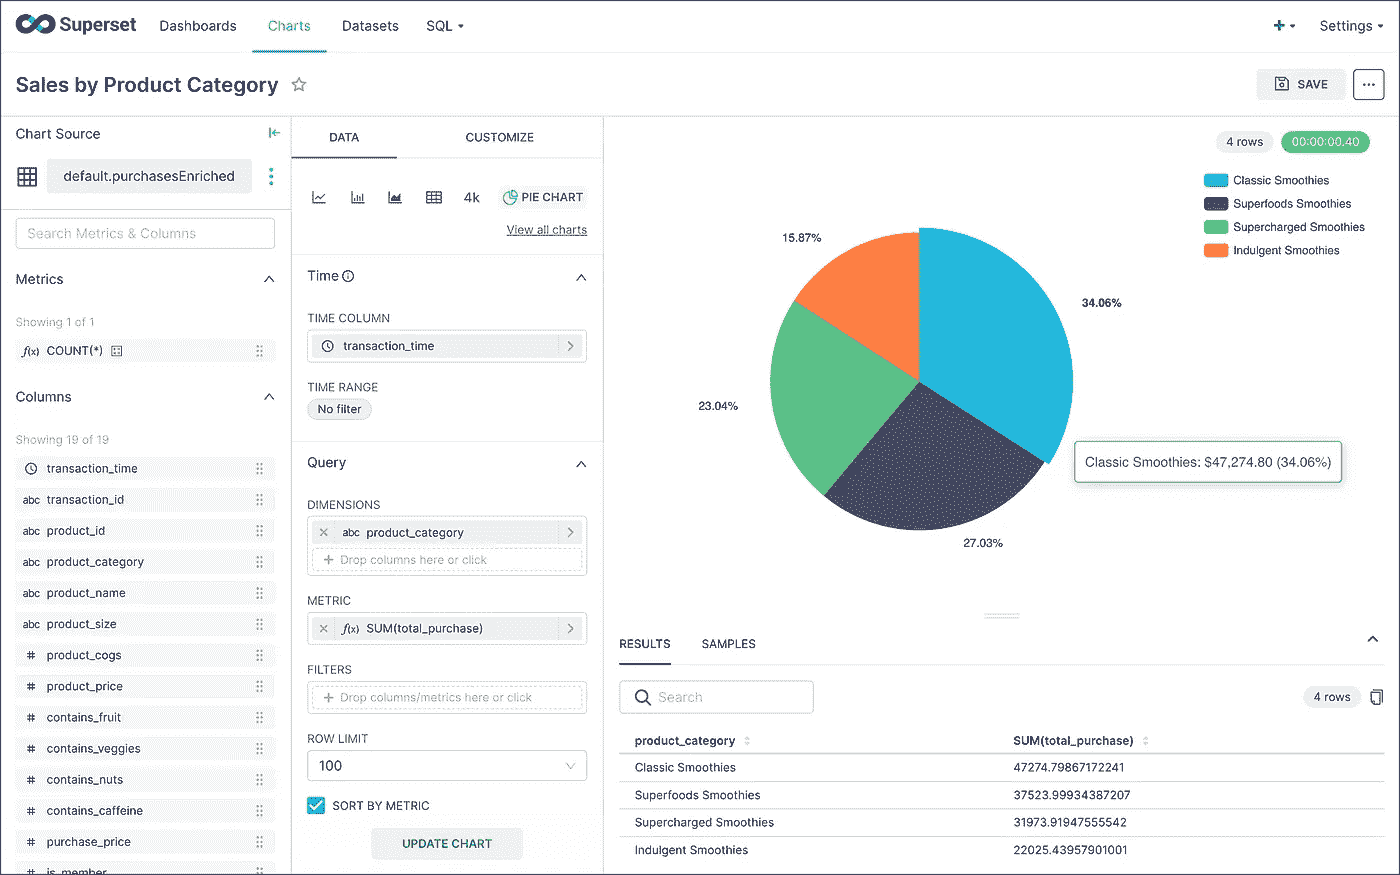 Superset Dashboards Charts Datasets SQL Settings
Sales by Product Category SAVE
Chart Source
default.purchasesEnriched
Search Metrics & Columns
Metrics
Showing 1 of 1
f(x) COUNT(*)
Columns
Showing 19 of 19
transaction_time
abc transaction_id
abc product_id
abc product_category
abc product_name
abc product_size
# product_cogs
# product_price
# contains_fruit
# contains_veggies
# contains_nuts
# contains_caffeine
# purchase_price
# is_member
DATA CUSTOMIZE
4k PIE CHART
View all charts
Time
TIME COLUMN
transaction_time
TIME RANGE
No filter
Query
DIMENSIONS
abc product_category
+ Drop columns here or click
METRIC
f(x) SUM(total_purchase)
FILTERS
+ Drop columns/metrics here or click
ROW LIMIT
100
SORT BY METRIC
UPDATE CHART
4 rows 00:00:00.40
Classic Smoothies
Superfoods Smoothies
Supercharged Smoothies
Indulgent Smoothies
15.87%
34.06%
23.04%
Classic Smoothies: $47,274.80 (34.06%)
27.03%
RESULTS SAMPLES
Search 4 rows
product_category SUM(total_purchase)
Classic Smoothies 47274.79867172241
Superfoods Smoothies 37523.99934387207
Supercharged Smoothies 31973.91947555542
Indulgent Smoothies 22025.43957901001